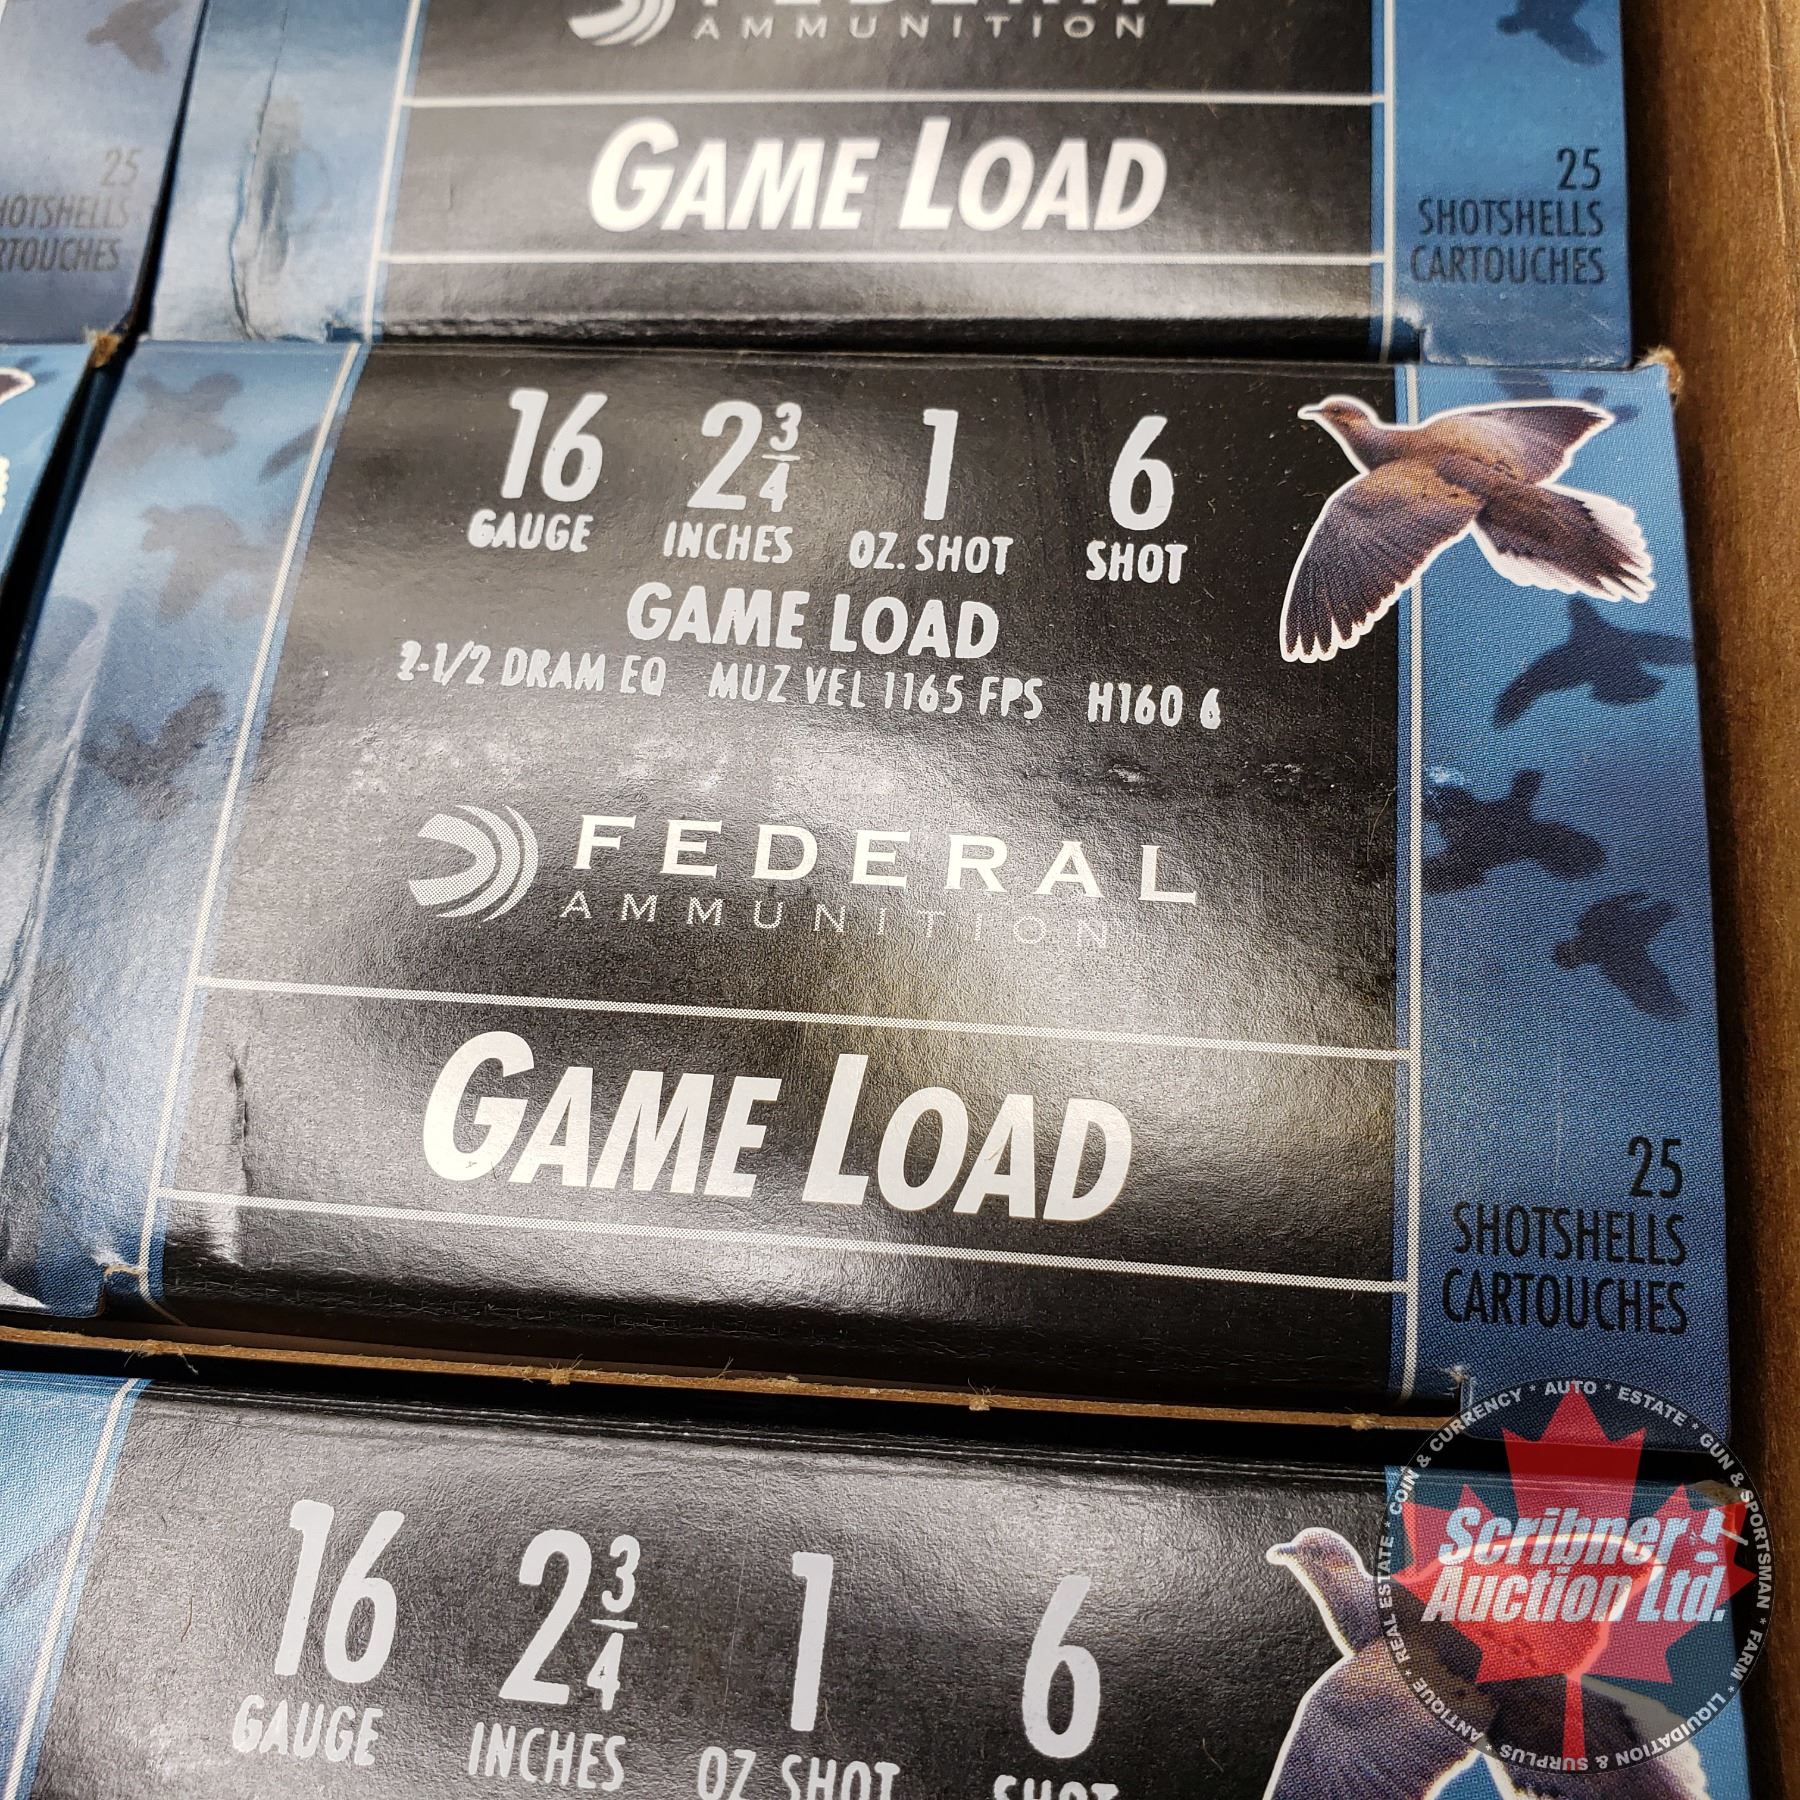 AMMUNITION
GAME LOAD
25
SHOTSHELLS
CARTOUCHES
25
16 2 3/4 1 6
GAUGE INCHES OZ. SHOT SHOT
GAME LOAD
2-1/2 DRAM EQ MUZ VEL 1165 FPS H160 6
FEDERAL
AMMUNITION
GAME LOAD
25
SHOTSHELLS
CARTOUCHES
16 2 3/4 1 6
GAUGE INCHES OZ SHOT SHOT
Scribner!
Auction Ltd.
COIN & CURRENCY * AUTO * ESTATE * GUN & SPORTSMAN * FARM * LIQUIDATION & SURPLUS * ANTIQUE * REAL ESTATE *